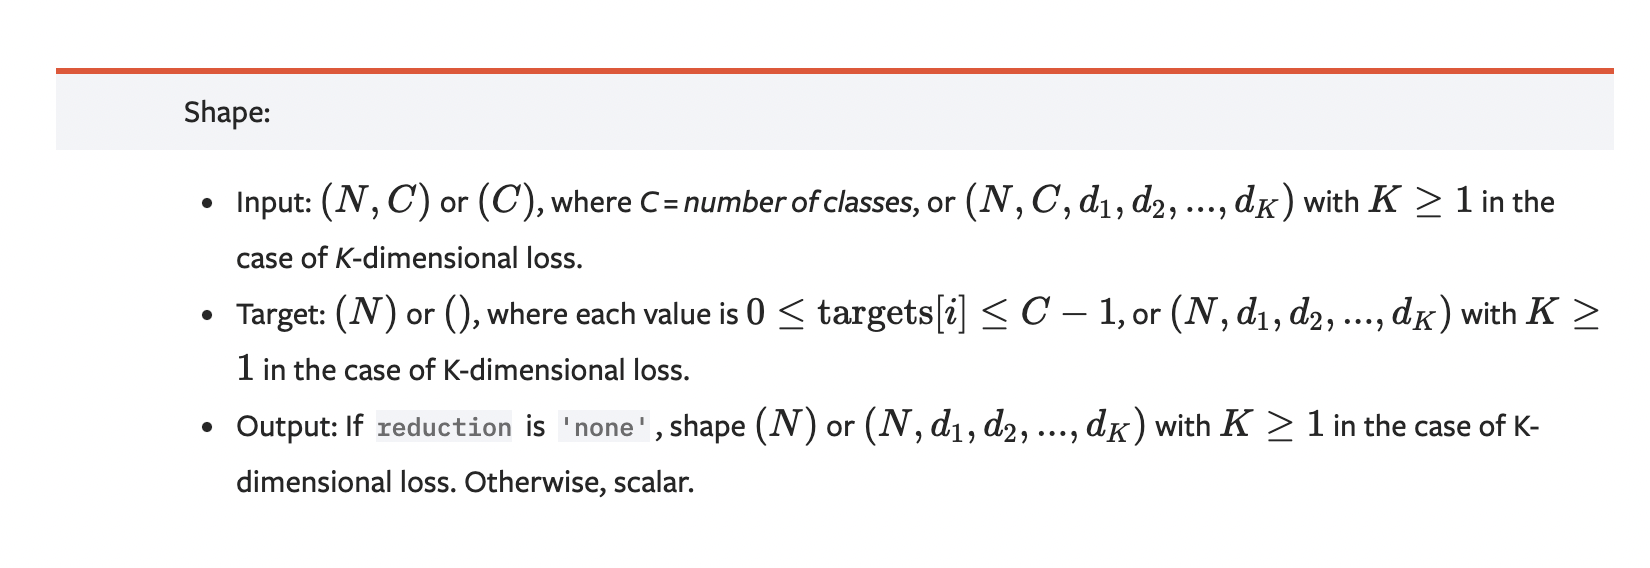 Shape:
• Input: (N, C) or (C), where C = number of classes, or (N, C, d₁, d₂, ..., d_K) with K ≥ 1 in the
case of K-dimensional loss.
• Target: (N) or (), where each value is 0 ≤ targets[i] ≤ C − 1, or (N, d₁, d₂, ..., d_K) with K ≥
1 in the case of K-dimensional loss.
• Output: If reduction is 'none', shape (N) or (N, d₁, d₂, ..., d_K) with K ≥ 1 in the case of K-
dimensional loss. Otherwise, scalar.